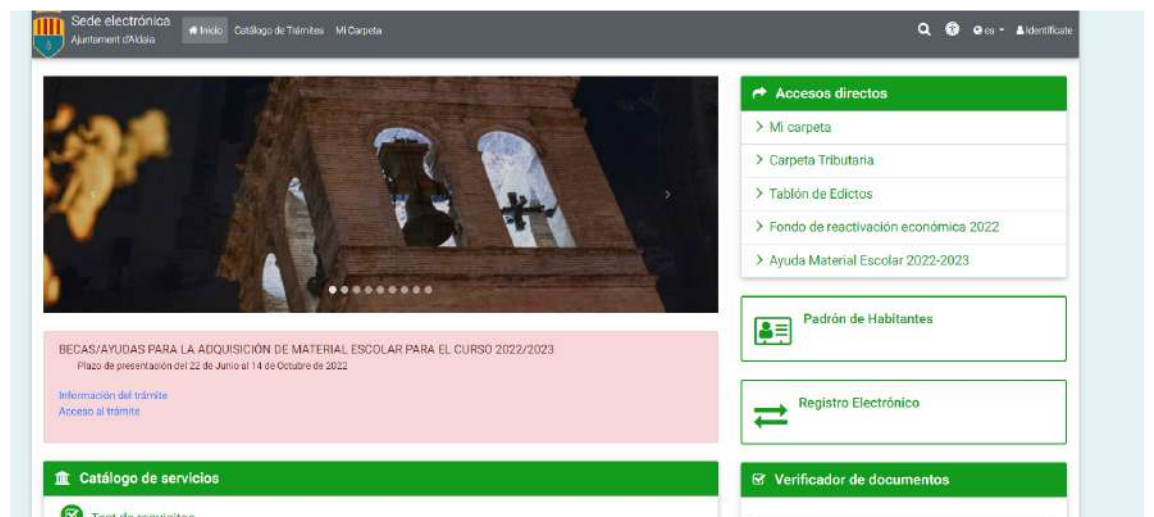 Sede electrónica
Ajuntament d'Aldaia
Inicio
Catálogo de Trámites
Mi Carpeta
es
Identifícate
Accesos directos
Mi carpeta
Carpeta Tributaria
Tablón de Edictos
Fondo de reactivación económica 2022
Ayuda Material Escolar 2022-2023
Padrón de Habitantes
BECAS/AYUDAS PARA LA ADQUISICIÓN DE MATERIAL ESCOLAR PARA EL CURSO 2022/2023
Plazo de presentación del 22 de Junio al 14 de Octubre de 2022
Información del trámite
Acceso al trámite
Registro Electrónico
Catálogo de servicios
Verificador de documentos
Test de requisitos